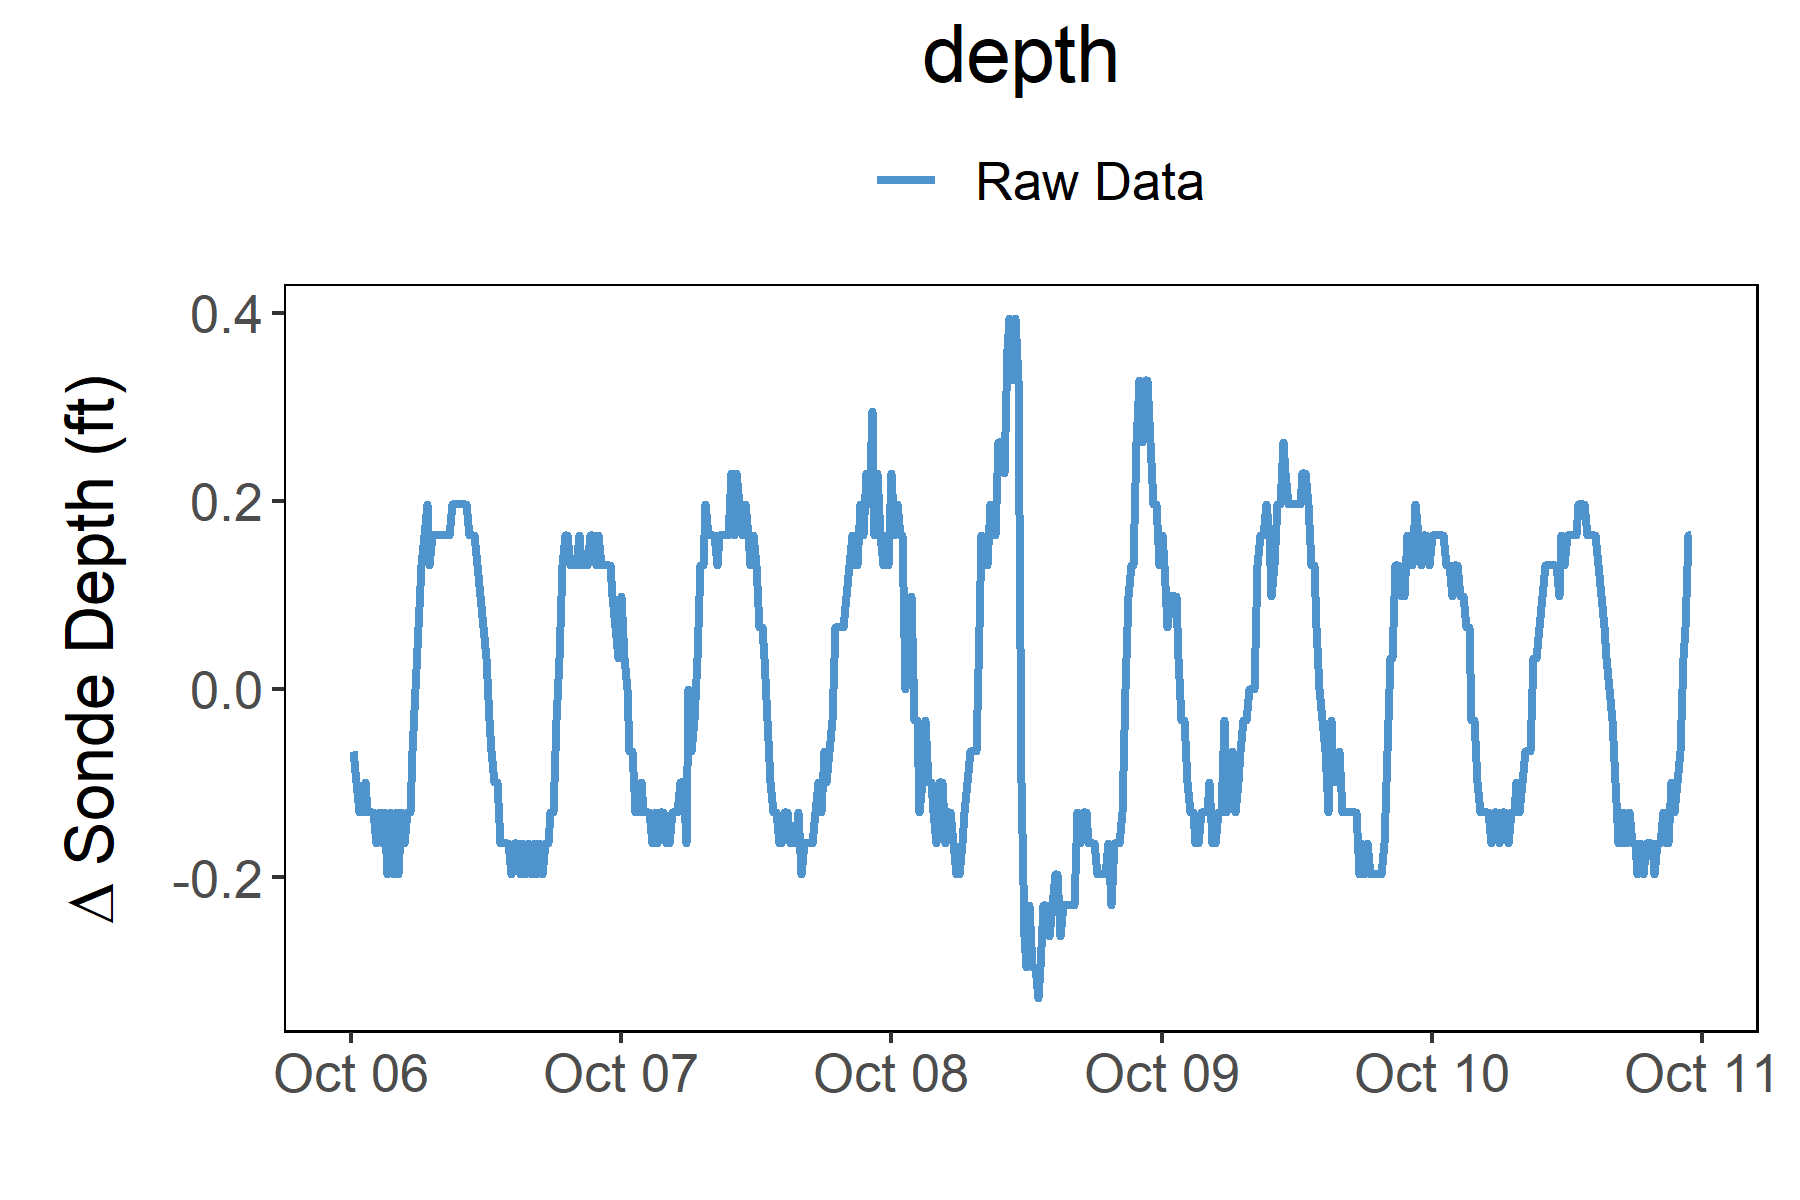 depth
Raw Data
Δ Sonde Depth (ft)
0.4
0.2
0.0
-0.2
Oct 06 Oct 07 Oct 08 Oct 09 Oct 10 Oct 11